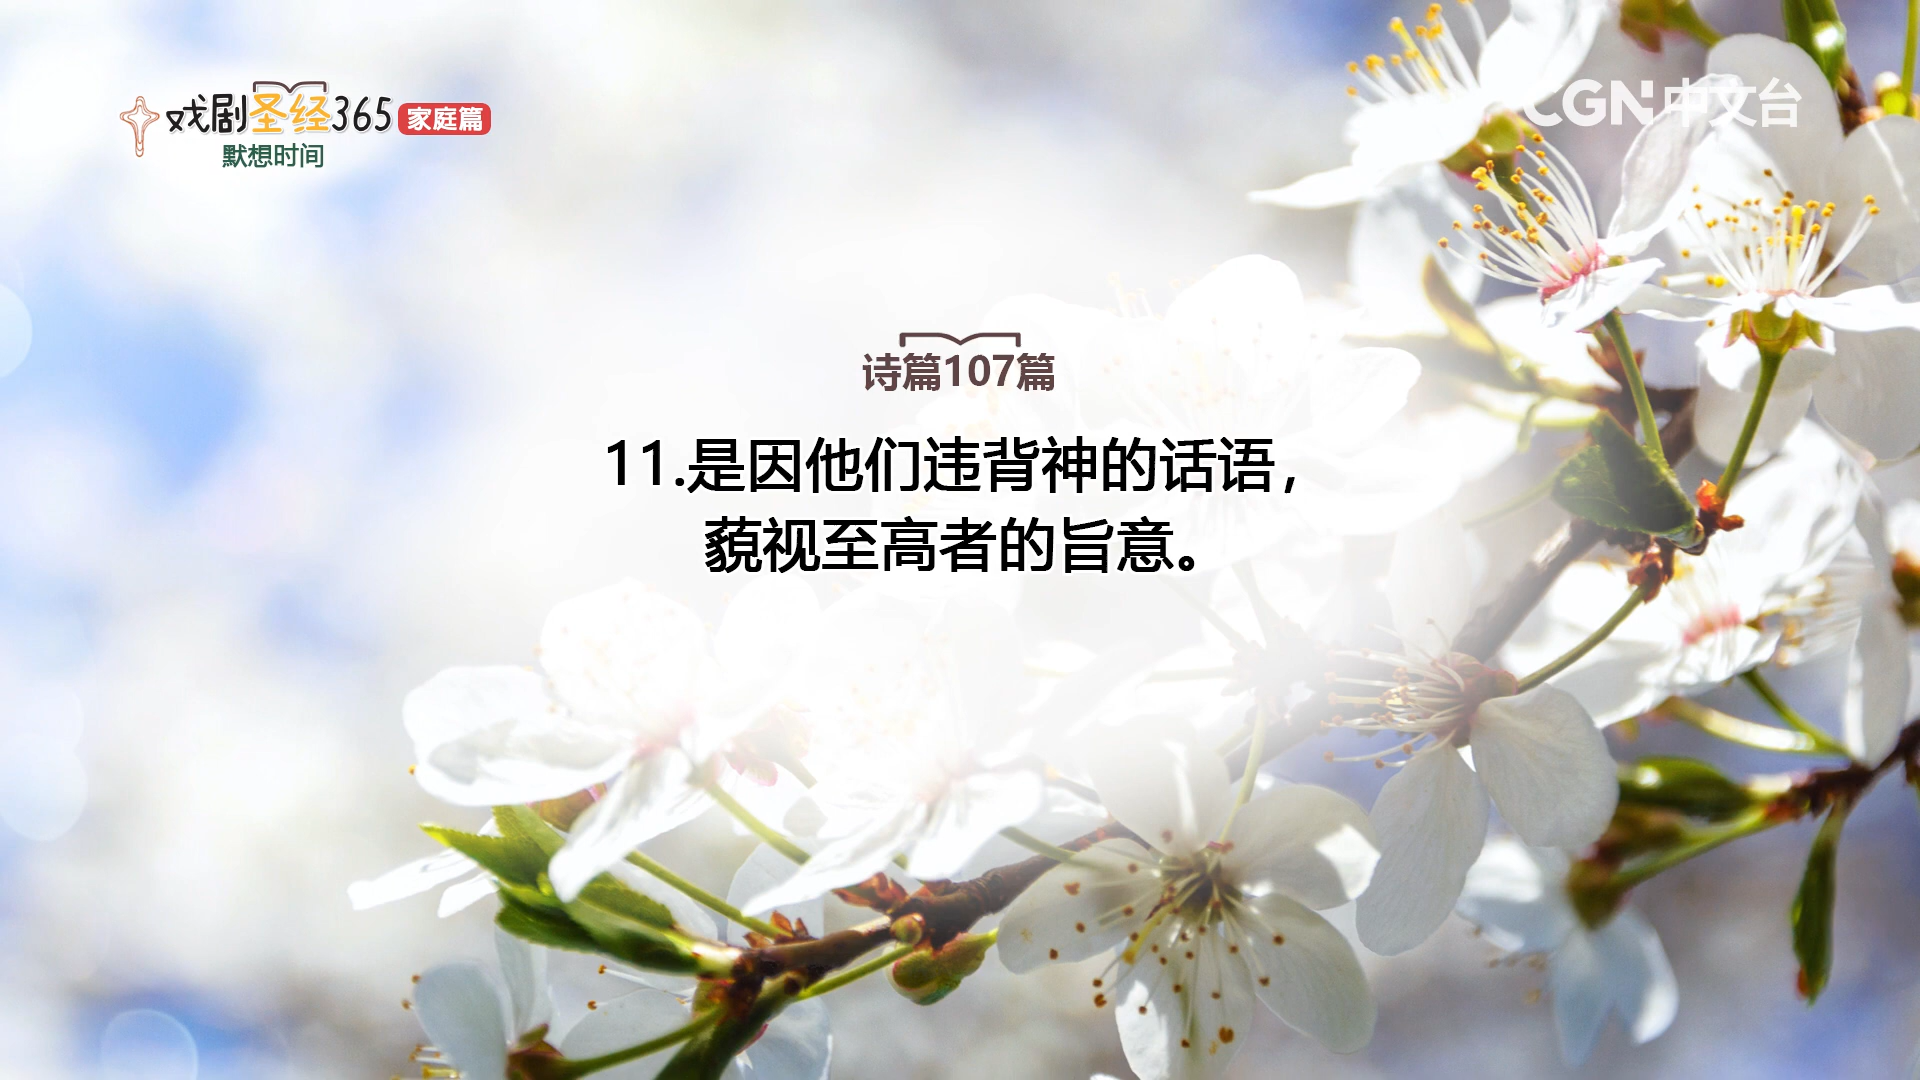 戏剧圣经365 家庭篇
默想时间
CGN中文台
诗篇107篇
11.是因他们违背神的话语，
藐视至高者的旨意。